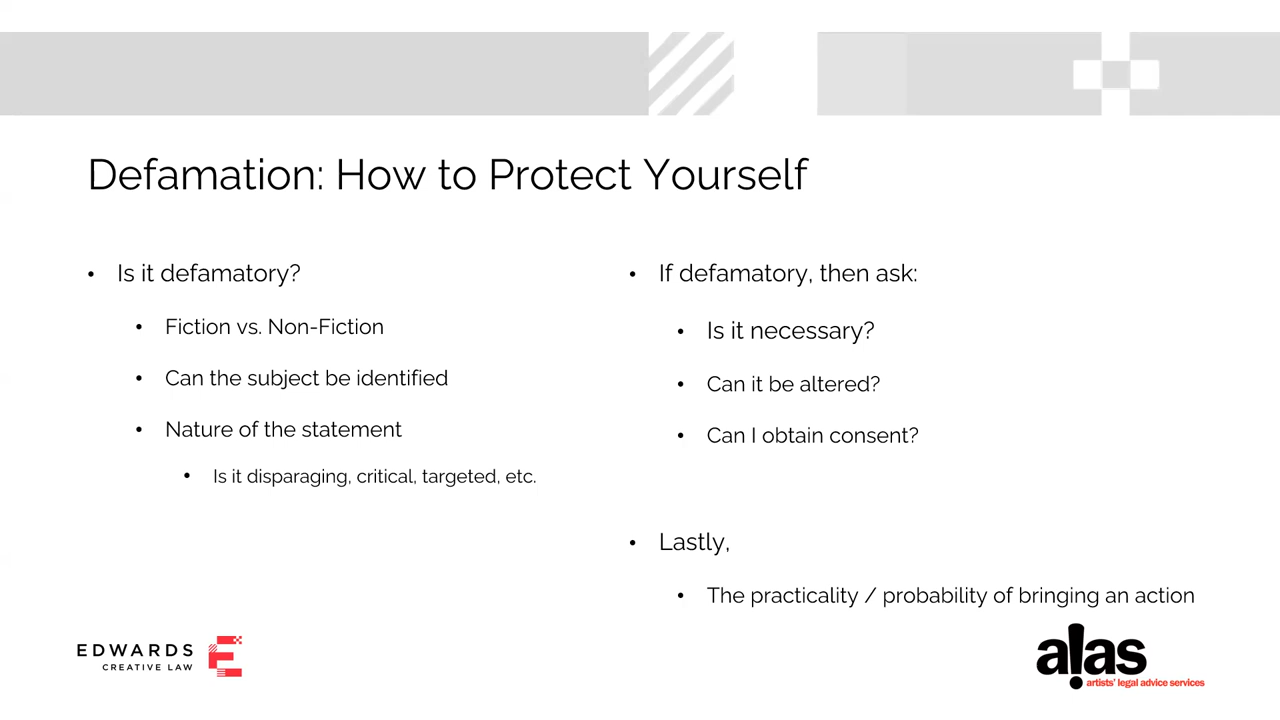 Defamation: How to Protect Yourself
• Is it defamatory?
• Fiction vs. Non-Fiction
• Can the subject be identified
• Nature of the statement
• Is it disparaging, critical, targeted, etc.
• If defamatory, then ask:
• Is it necessary?
• Can it be altered?
• Can I obtain consent?
• Lastly,
• The practicality / probability of bringing an action
EDWARDS
CREATIVE LAW
E
a!as
artists' legal advice services